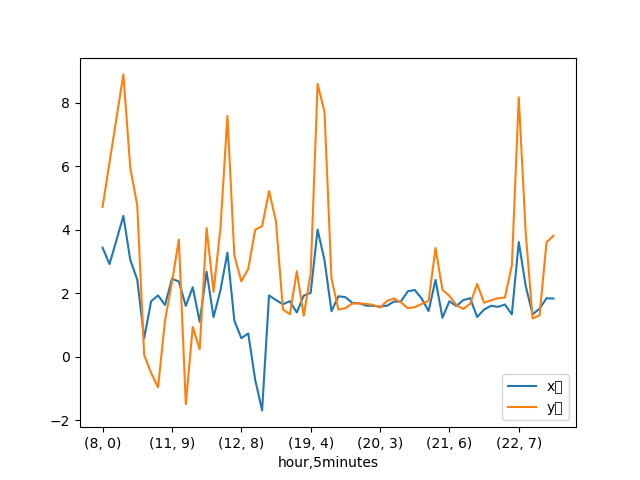 8
6
4
2
0
−2
(8, 0) (11, 9) (12, 8) (19, 4) (20, 3) (21, 6) (22, 7)
hour,5minutes
x
y